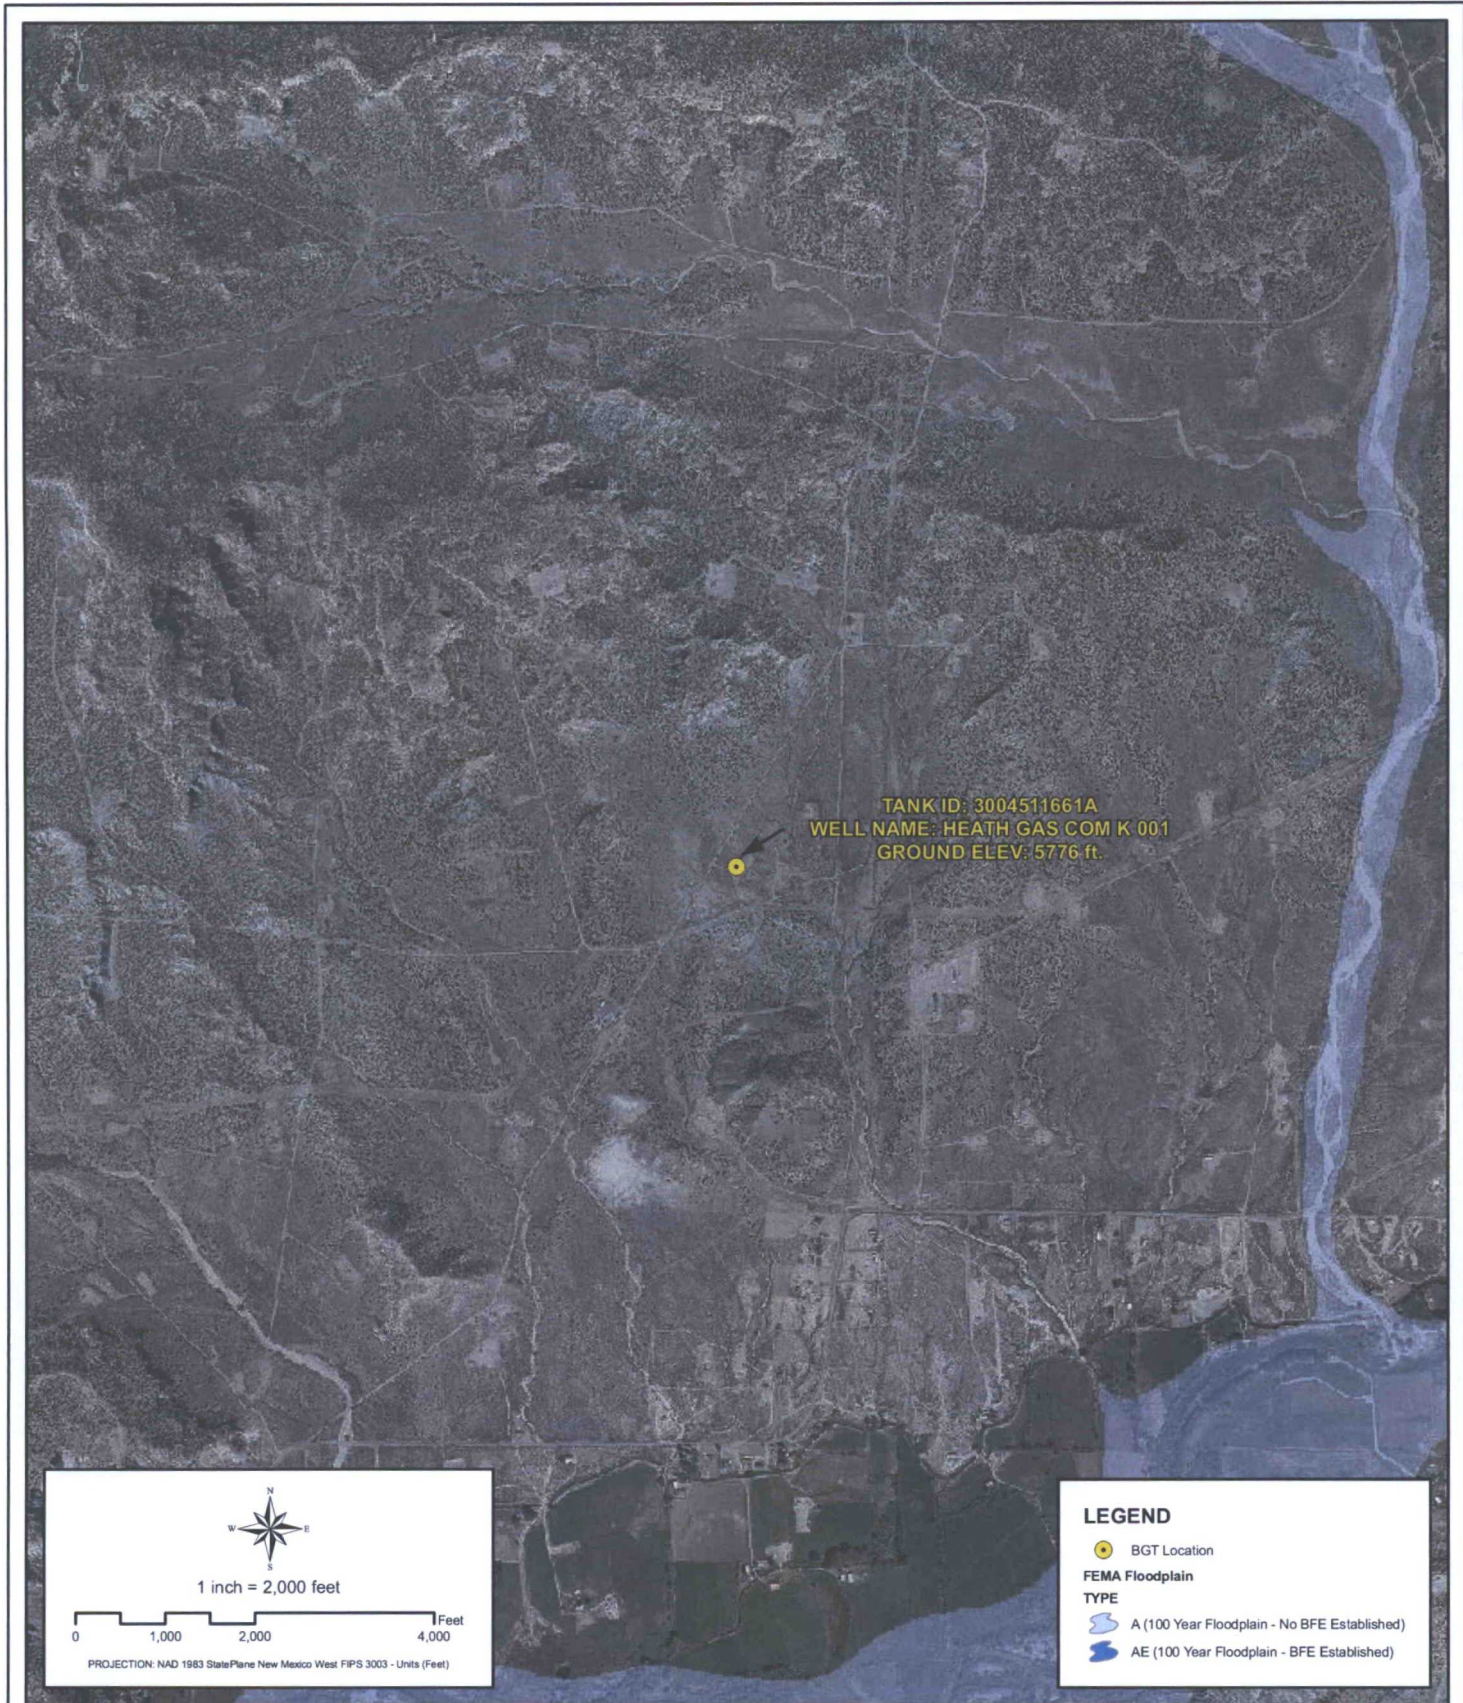 TANK ID: 3004511661A
WELL NAME: HEATH GAS COM K 001
GROUND ELEV: 5776 ft.
N
W E
S
1 inch = 2,000 feet
Feet
0 1,000 2,000 4,000
PROJECTION: NAD 1983 StatePlane New Mexico West FIPS 3003 - Units (Feet)
LEGEND
BGT Location
FEMA Floodplain
TYPE
A (100 Year Floodplain - No BFE Established)
AE (100 Year Floodplain - BFE Established)